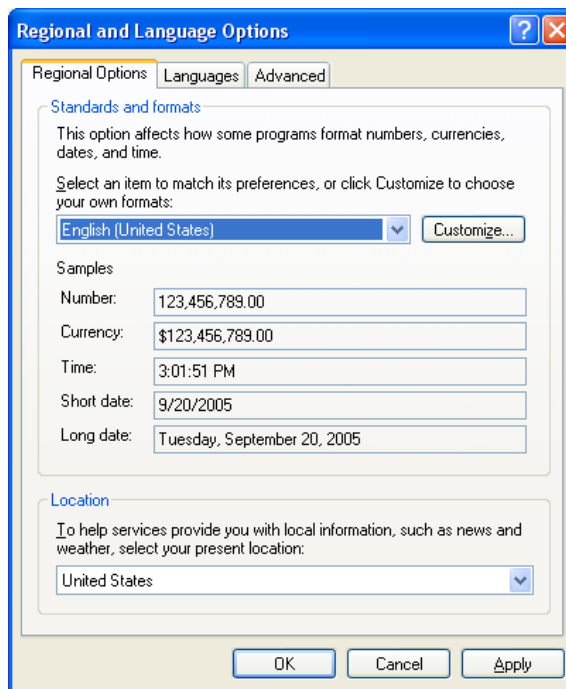 Regional and Language Options
Regional Options Languages Advanced
Standards and formats
This option affects how some programs format numbers, currencies,
dates, and time.
Select an item to match its preferences, or click Customize to choose
your own formats:
English (United States) Customize...
Samples
Number: 123,456,789.00
Currency: $123,456,789.00
Time: 3:01:51 PM
Short date: 9/20/2005
Long date: Tuesday, September 20, 2005
Location
To help services provide you with local information, such as news and
weather, select your present location:
United States
OK Cancel Apply